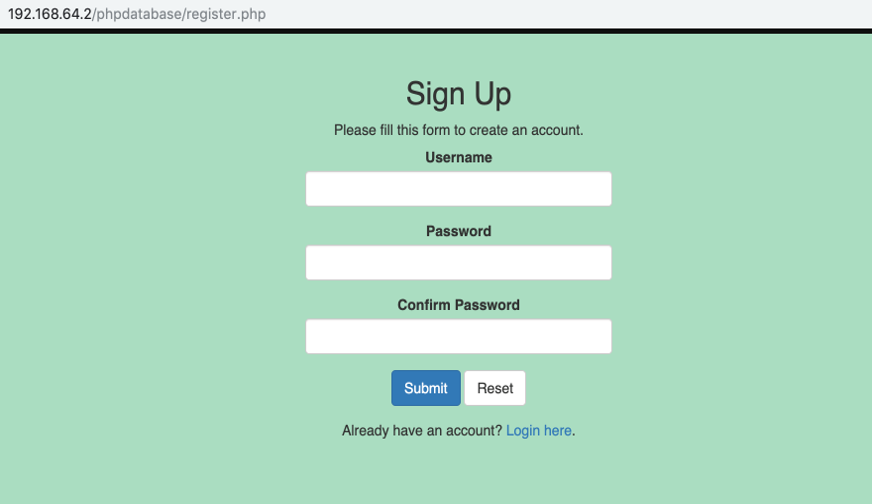 192.168.64.2/phpdatabase/register.php
Sign Up
Please fill this form to create an account.
Username
Password
Confirm Password
Submit Reset
Already have an account? Login here.